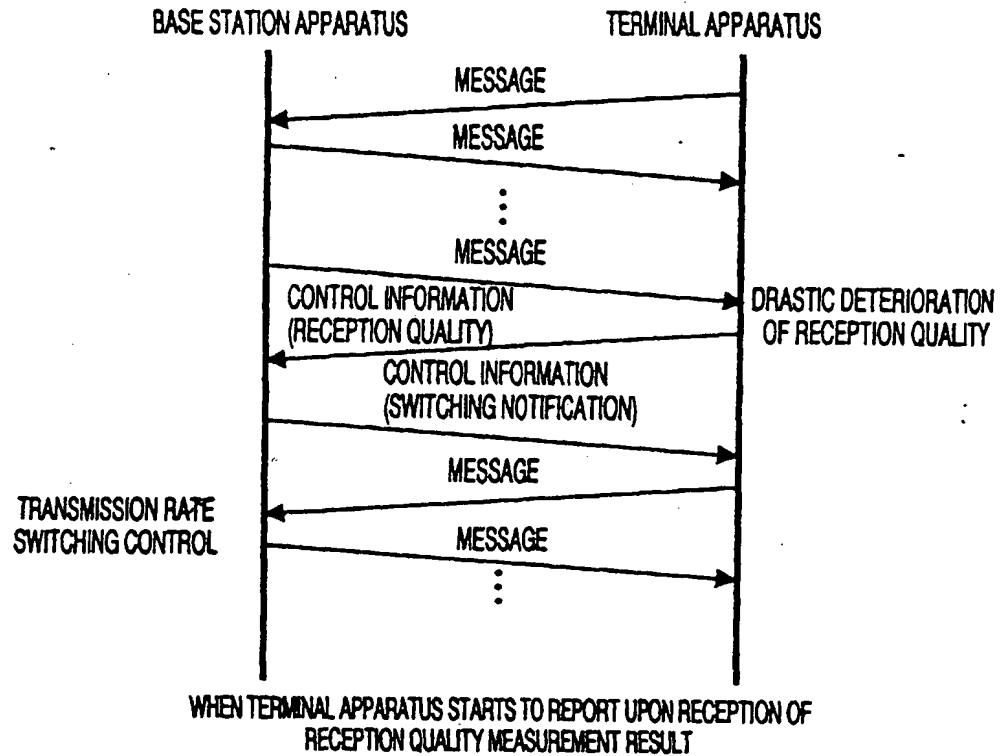 BASE STATION APPARATUS
TERMINAL APPARATUS
MESSAGE
MESSAGE
MESSAGE
CONTROL INFORMATION
(RECEPTION QUALITY)
DRASTIC DETERIORATION
OF RECEPTION QUALITY
CONTROL INFORMATION
(SWITCHING NOTIFICATION)
MESSAGE
TRANSMISSION RATE
SWITCHING CONTROL
MESSAGE
WHEN TERMINAL APPARATUS STARTS TO REPORT UPON RECEPTION OF
RECEPTION QUALITY MEASUREMENT RESULT